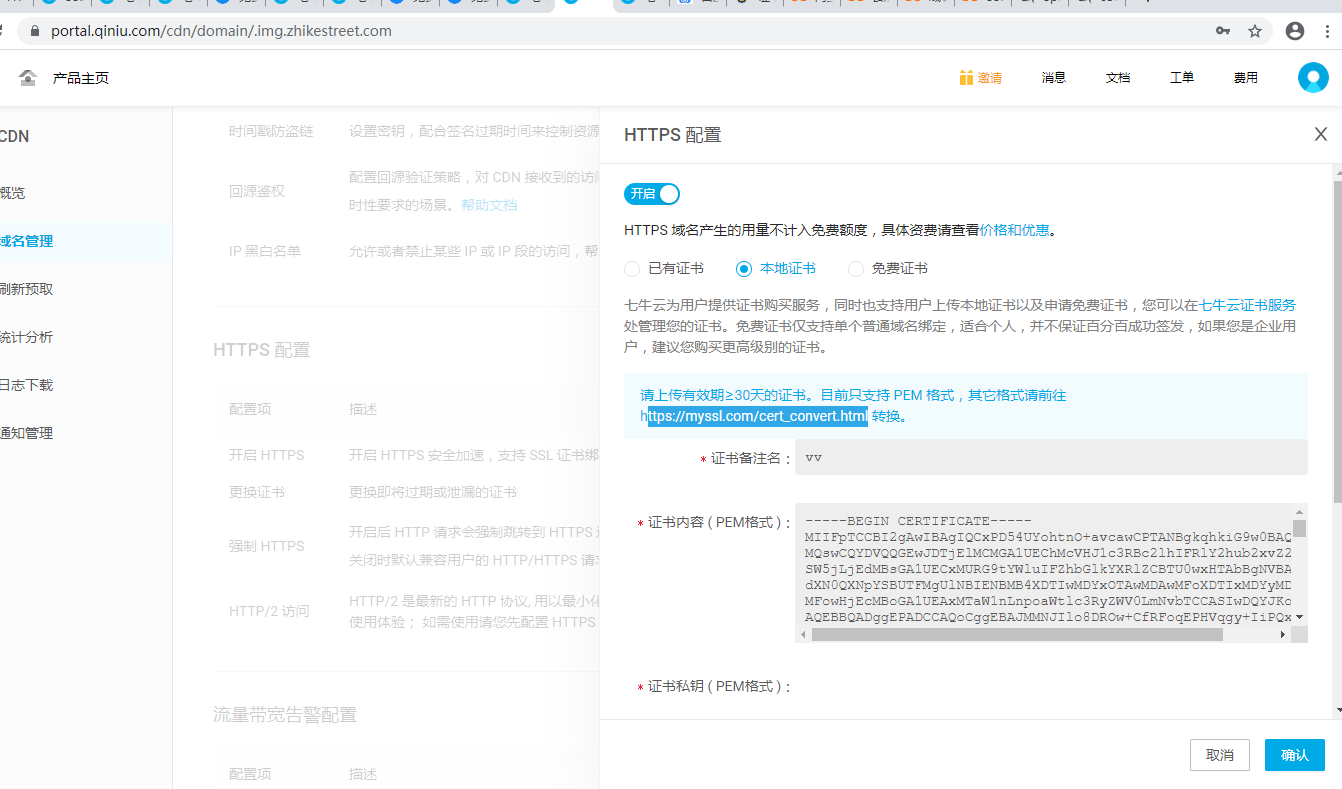 portal.qiniu.com/cdn/domain/.img.zhikestreet.com
产品主页
邀请
消息
文档
工单
费用
CDN
概览
域名管理
刷新预取
统计分析
日志下载
通知管理
时间戳防盗链
设置密钥，配合签名过期时间来控制资源
回源鉴权
配置回源验证策略，对 CDN 接收到的访问
时性要求的场景。帮助文档
IP 黑白名单
允许或者禁止某些 IP 或 IP 段的访问，帮
HTTPS 配置
配置项
描述
开启 HTTPS
开启 HTTPS 安全加速，支持 SSL 证书绑
更换证书
更换即将过期或泄漏的证书
强制 HTTPS
开启后 HTTP 请求会强制跳转到 HTTPS
关闭时默认兼容用户的 HTTP/HTTPS 请求
HTTP/2 访问
HTTP/2 是最新的 HTTP 协议, 用以最小化
使用体验； 如需使用请您先配置 HTTPS
流量带宽告警配置
配置项
描述
HTTPS 配置
开启
HTTPS 域名产生的用量不计入免费额度，具体资费请查看价格和优惠。
已有证书
本地证书
免费证书
七牛云为用户提供证书购买服务，同时也支持用户上传本地证书以及申请免费证书，您可以在七牛云证书服务
处管理您的证书。免费证书仅支持单个普通域名绑定，适合个人，并不保证百分百成功签发，如果您是企业用
户，建议您购买更高级别的证书。
请上传有效期≥30天的证书。目前只支持 PEM 格式，其它格式请前往
https://myssl.com/cert_convert.html 转换。
* 证书备注名：
vv
* 证书内容 ( PEM格式 )：
-----BEGIN CERTIFICATE-----
* 证书私钥 ( PEM格式 )：
取消
确认